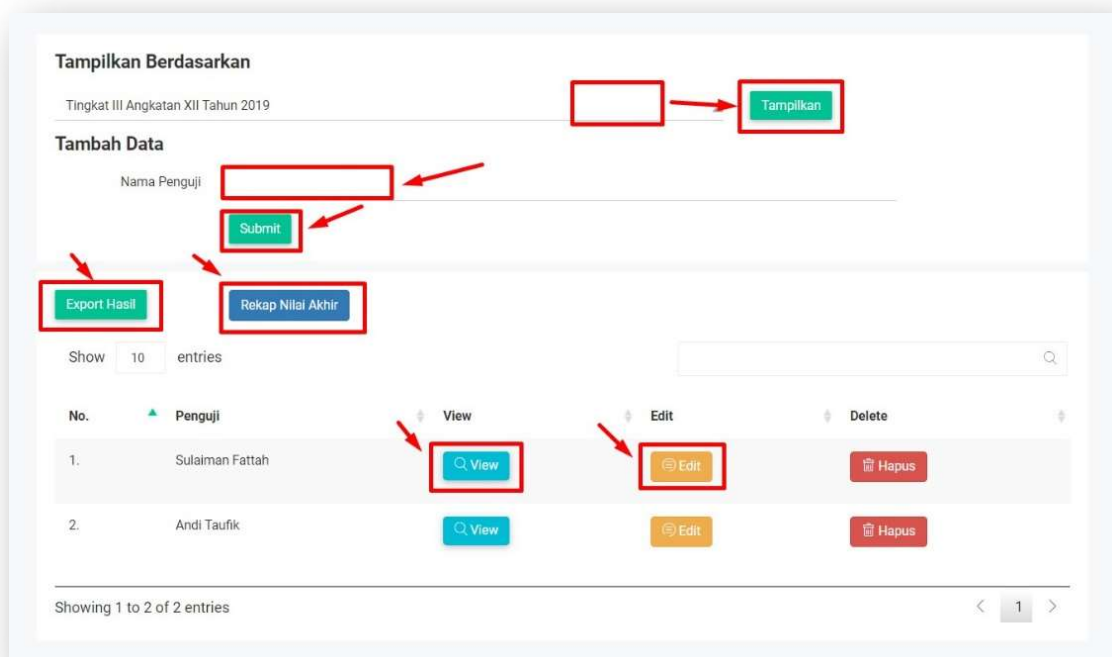 Tampilkan Berdasarkan
Tingkat III Angkatan XII Tahun 2019
Tampilkan
Tambah Data
Nama Penguji
Submit
Export Hasil
Rekap Nilai Akhir
Show 10 entries
No. Penguji View Edit Delete
1. Sulaiman Fattah View Edit Hapus
2. Andi Taufik View Edit Hapus
Showing 1 to 2 of 2 entries < 1 >